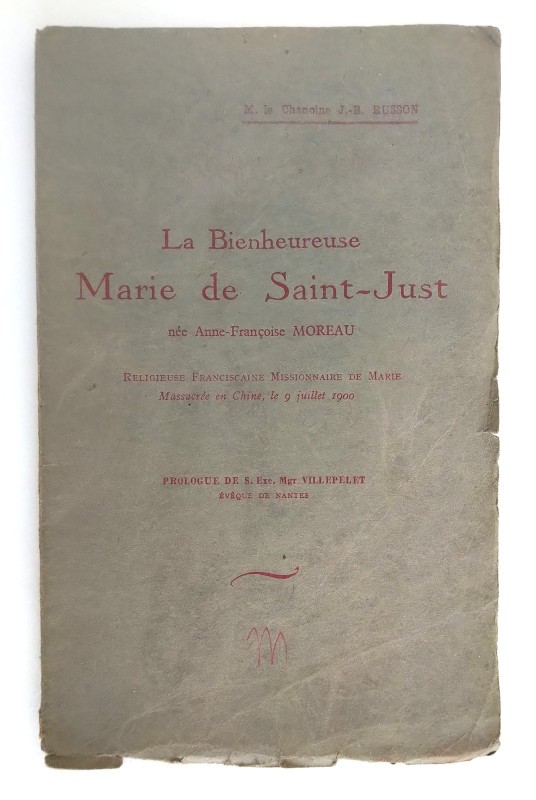 M. le Chanoine J.-B. RUSSON
La Bienheureuse
Marie de Saint-Just
née Anne-Françoise MOREAU
RELIGIEUSE FRANCISCAINE MISSIONNAIRE DE MARIE
Massacrée en Chine, le 9 juillet 1900
PROLOGUE DE S. Exc. Mgr VILLEPELET
ÉVÊQUE DE NANTES
M